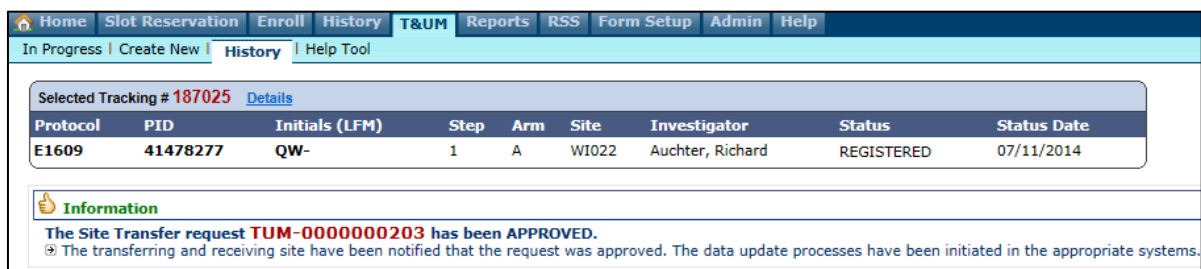 Home Slot Reservation Enroll History T&UM Reports RSS Form Setup Admin Help
In Progress | Create New | History | Help Tool
Selected Tracking # 187025 Details
Protocol PID Initials (LFM) Step Arm Site Investigator Status Status Date
E1609 41478277 QW- 1 A WI022 Auchter, Richard REGISTERED 07/11/2014
Information
The Site Transfer request TUM-0000000203 has been APPROVED.
The transferring and receiving site have been notified that the request was approved. The data update processes have been initiated in the appropriate systems.